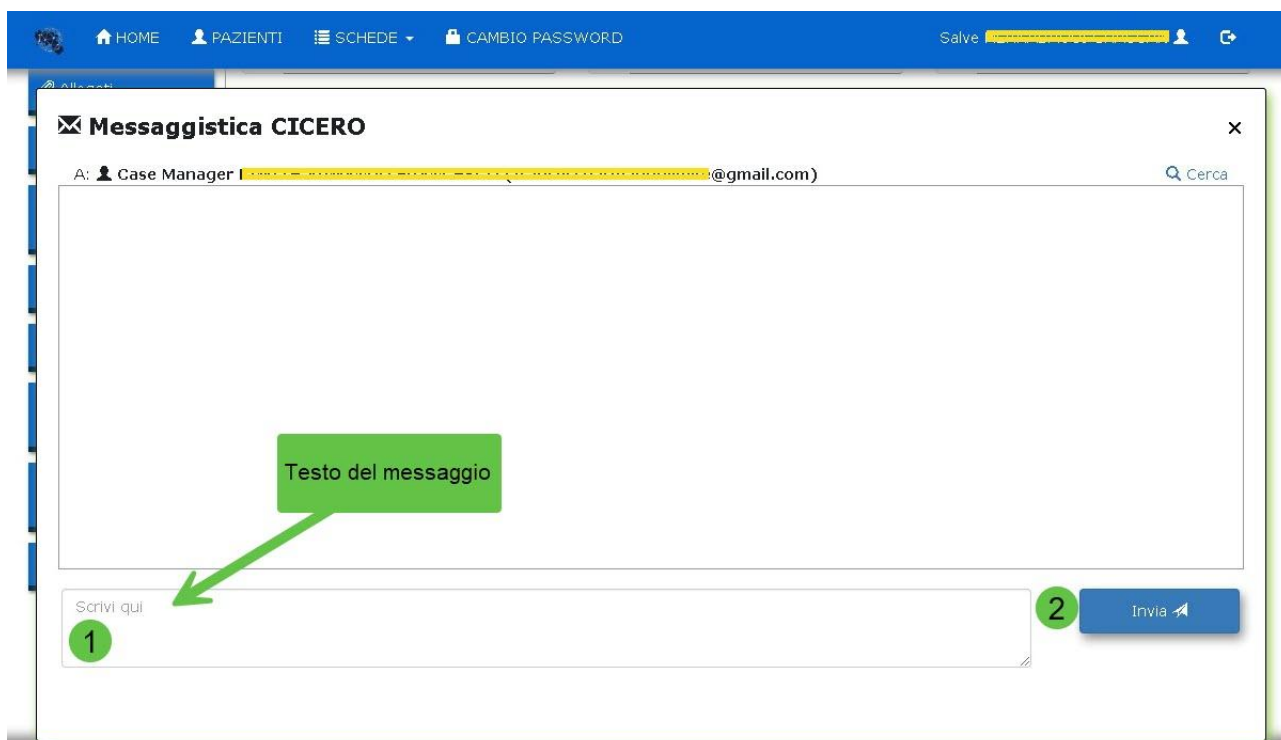 HOME PAZIENTI SCHEDE CAMBIO PASSWORD Salve
Allegati
Messaggistica CICERO ×
A: Case Manager @gmail.com) Cerca
Testo del messaggio
Scrivi qui
1
2 Invia